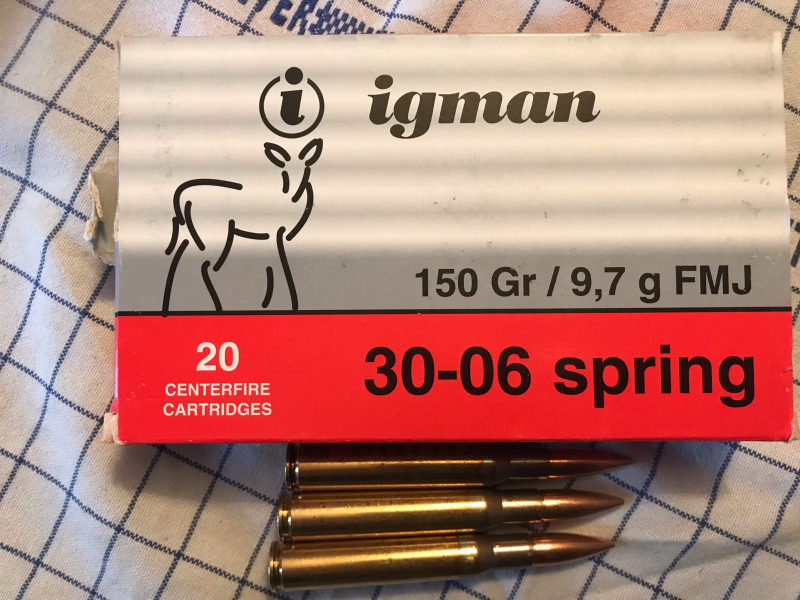 i igman
150 Gr / 9,7 g FMJ
20
CENTERFIRE
CARTRIDGES
30-06 spring